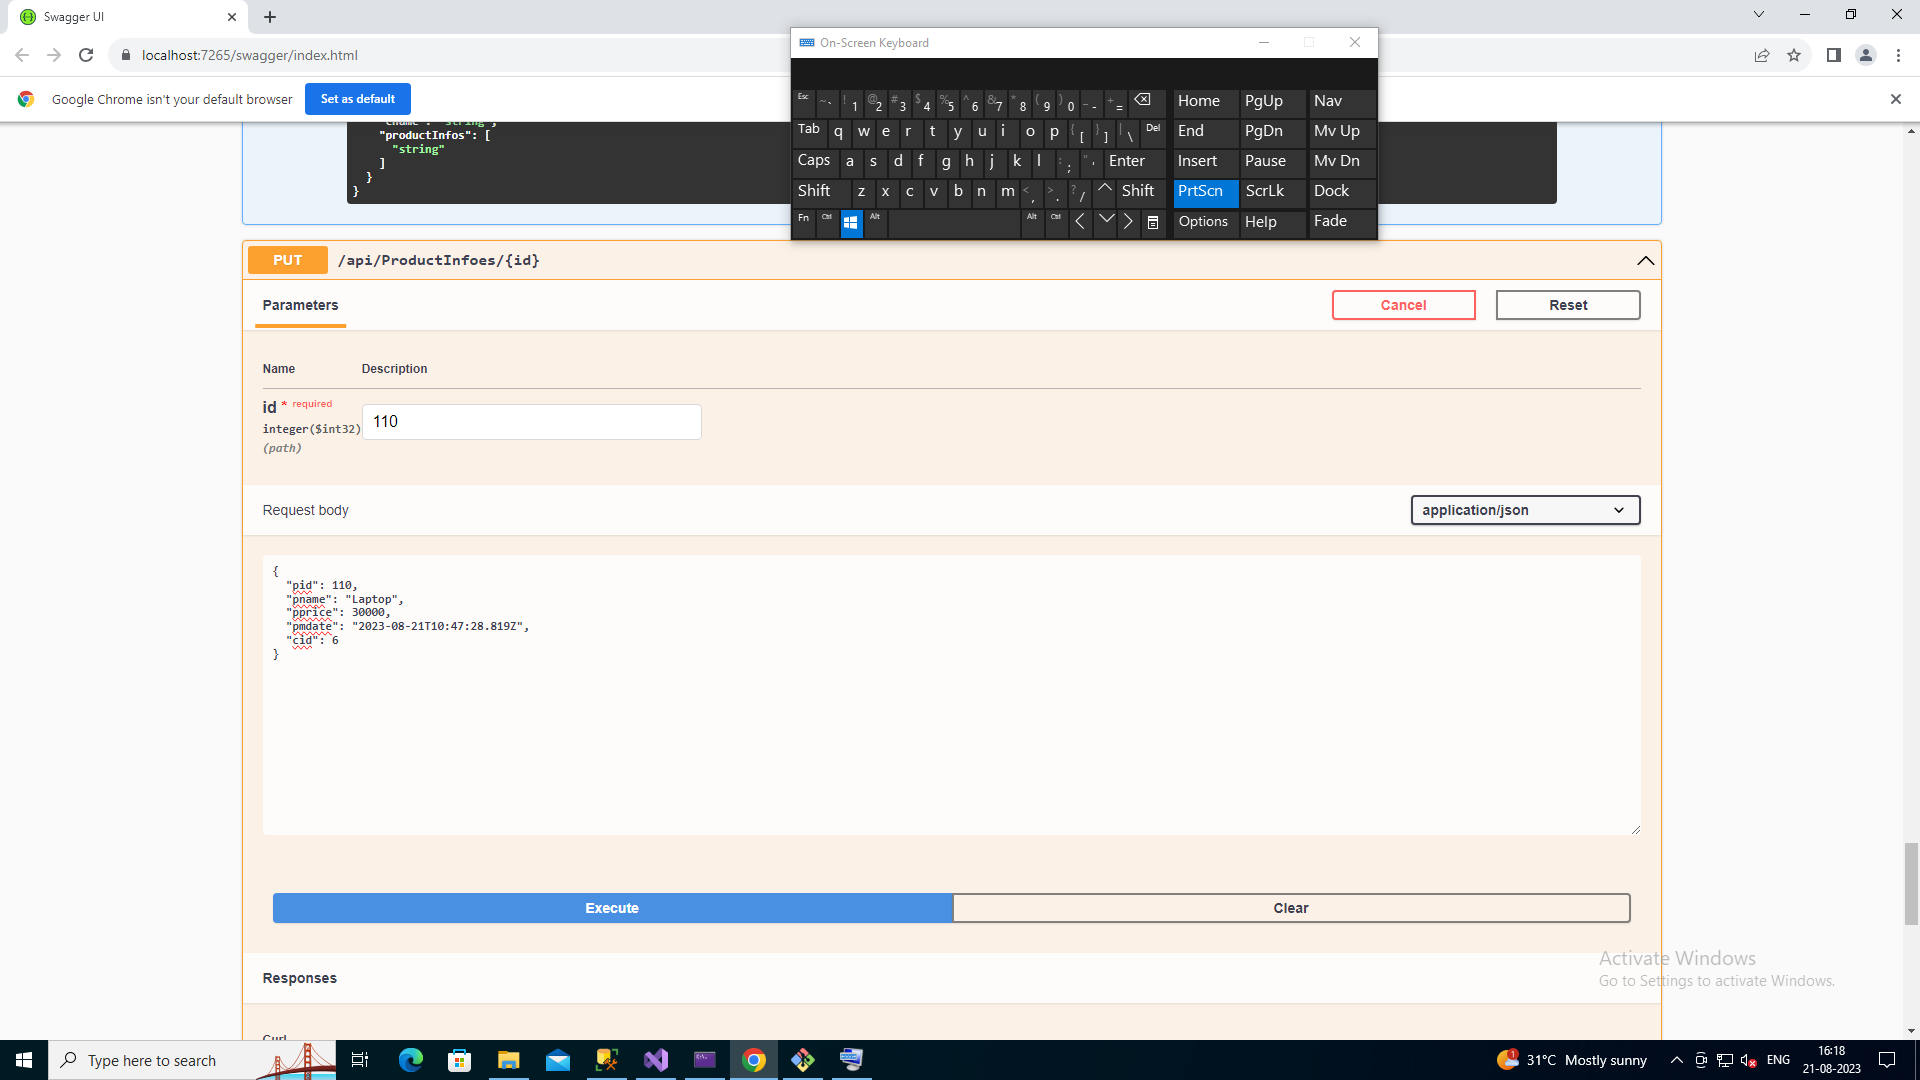 Swagger UI
localhost:7265/swagger/index.html
Google Chrome isn't your default browser
Set as default
On-Screen Keyboard
Esc ~ ` ! 1 @ 2 # 3 $ 4 % 5 ^ 6 & 7 * 8 ( 9 ) 0 _ - + = Home PgUp Nav
Tab q w e r t y u i o p { [ } ] | \ Del End PgDn Mv Up
Caps a s d f g h j k l : ; " ' Enter Insert Pause Mv Dn
Shift z x c v b n m < , > . ? / Shift PrtScn ScrLk Dock
Fn Ctrl Alt Alt Ctrl Options Help Fade
"productInfos": [
"string"
]
}
}
PUT /api/ProductInfoes/{id}
Parameters
Cancel
Reset
Name Description
id * required
integer($int32)
(path)
110
Request body
application/json
{
"pid": 110,
"pname": "Laptop",
"pprice": 30000,
"pmdate": "2023-08-21T10:47:28.819Z",
"cid": 6
}
Execute
Clear
Activate Windows
Go to Settings to activate Windows.
Responses
Curl
Type here to search
1
31°C Mostly sunny
ENG
16:18
21-08-2023